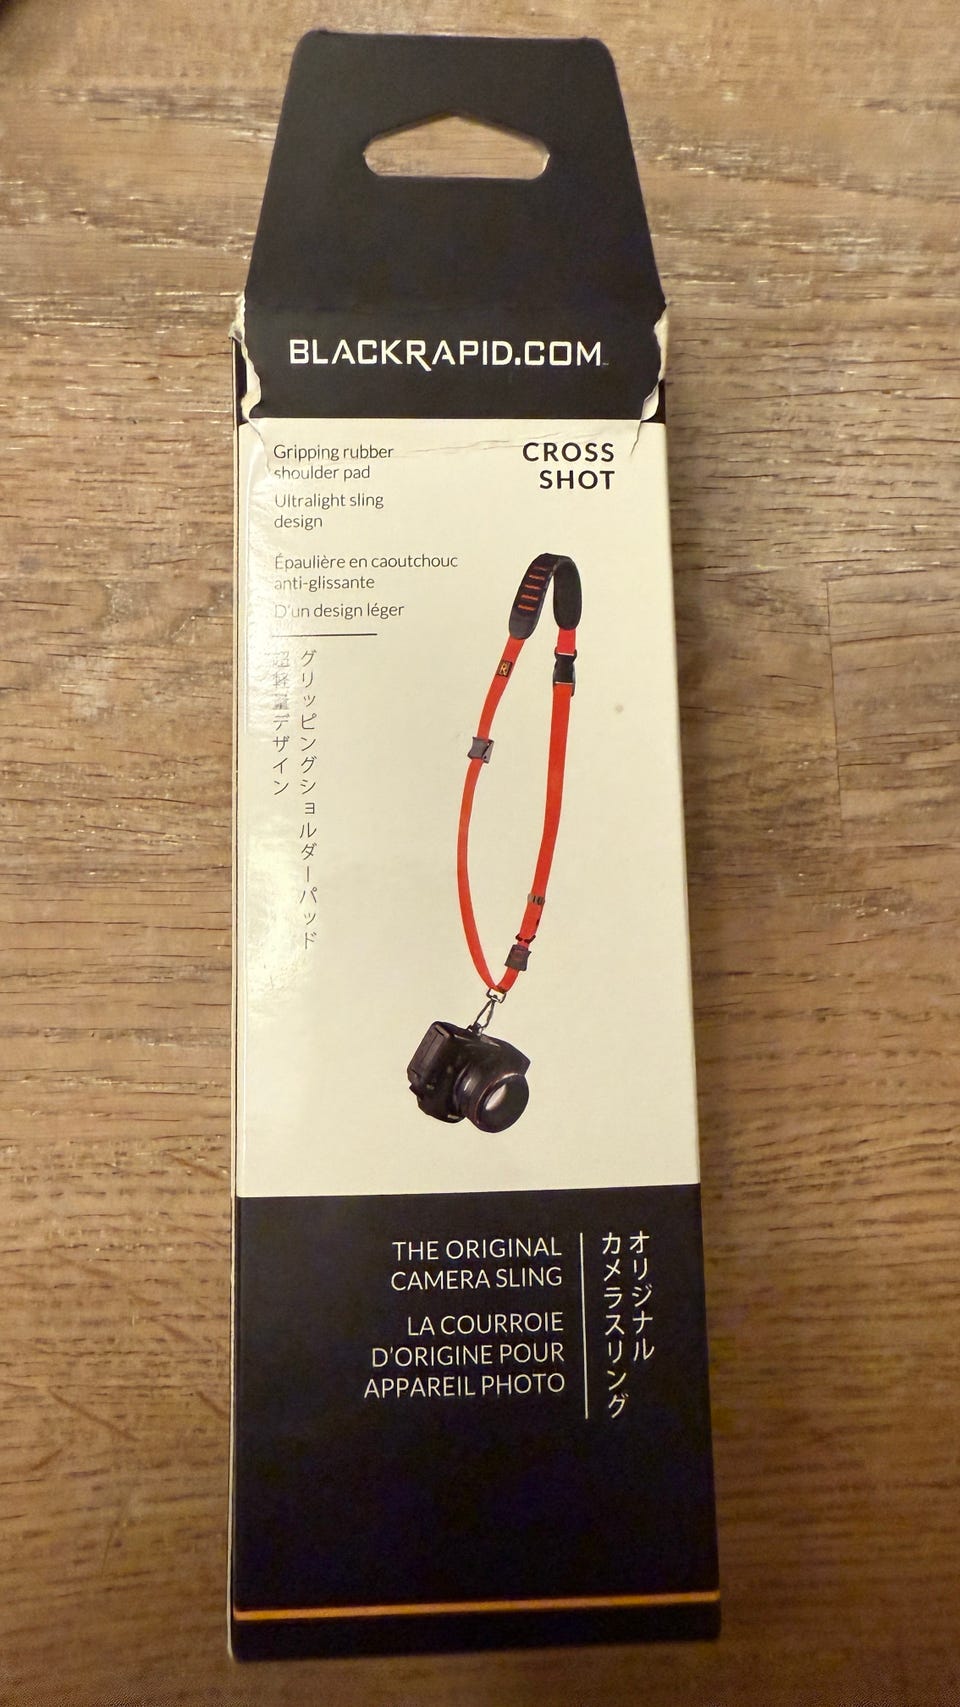 BLACKRAPID.COM
CROSS
SHOT
Gripping rubber
shoulder pad
Ultralight sling
design
Épaulière en caoutchouc
anti-glissante
D'un design léger
グリッピングショルダーパッド
超軽量デザイン
THE ORIGINAL
CAMERA SLING
LA COURROIE
D'ORIGINE POUR
APPAREIL PHOTO
オリジナル
カメラスリング